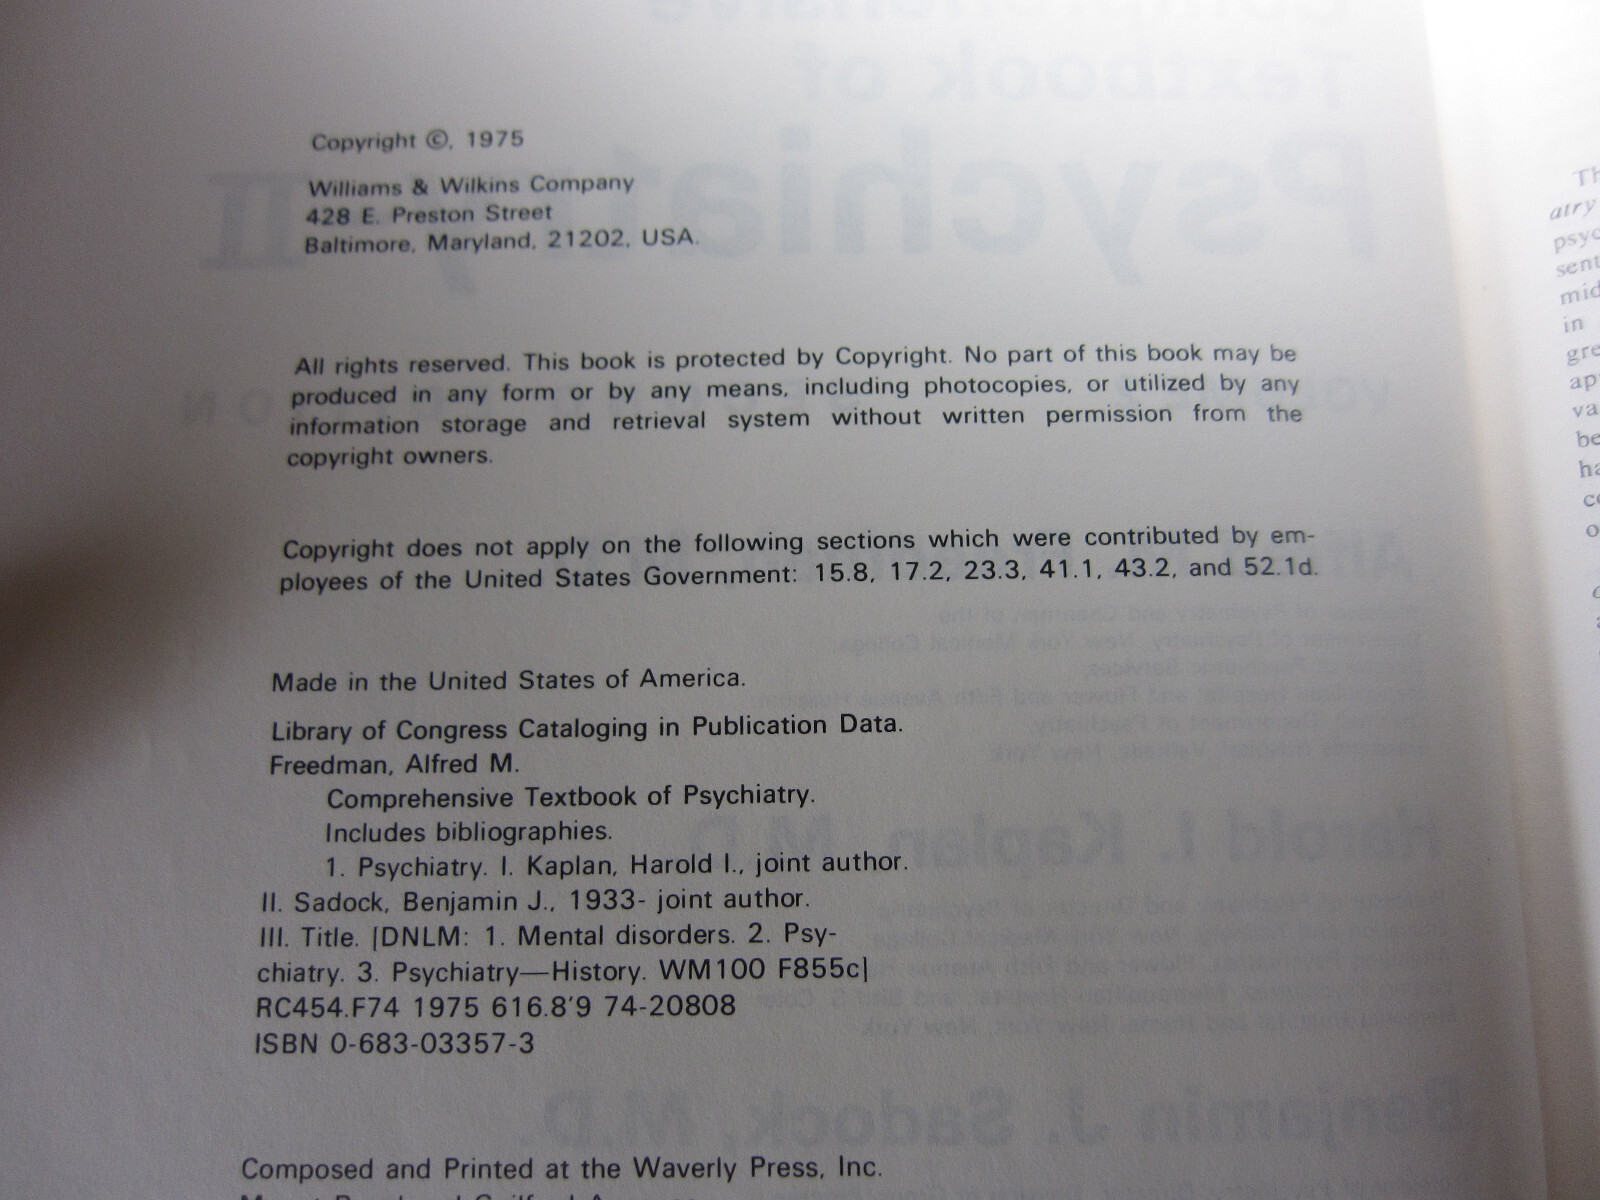 Copyright ©, 1975
Williams & Wilkins Company
428 E. Preston Street
Baltimore, Maryland, 21202, USA.
All rights reserved. This book is protected by Copyright. No part of this book may be
produced in any form or by any means, including photocopies, or utilized by any
information storage and retrieval system without written permission from the
copyright owners.
Copyright does not apply on the following sections which were contributed by em-
ployees of the United States Government: 15.8, 17.2, 23.3, 41.1, 43.2, and 52.1d.
Made in the United States of America.
Library of Congress Cataloging in Publication Data.
Freedman, Alfred M.
Comprehensive Textbook of Psychiatry.
Includes bibliographies.
1. Psychiatry. I. Kaplan, Harold I., joint author.
II. Sadock, Benjamin J., 1933- joint author.
III. Title. [DNLM: 1. Mental disorders. 2. Psy-
chiatry. 3. Psychiatry—History. WM100 F855c]
RC454.F74 1975 616.8'9 74-20808
ISBN 0-683-03357-3
Composed and Printed at the Waverly Press, Inc.